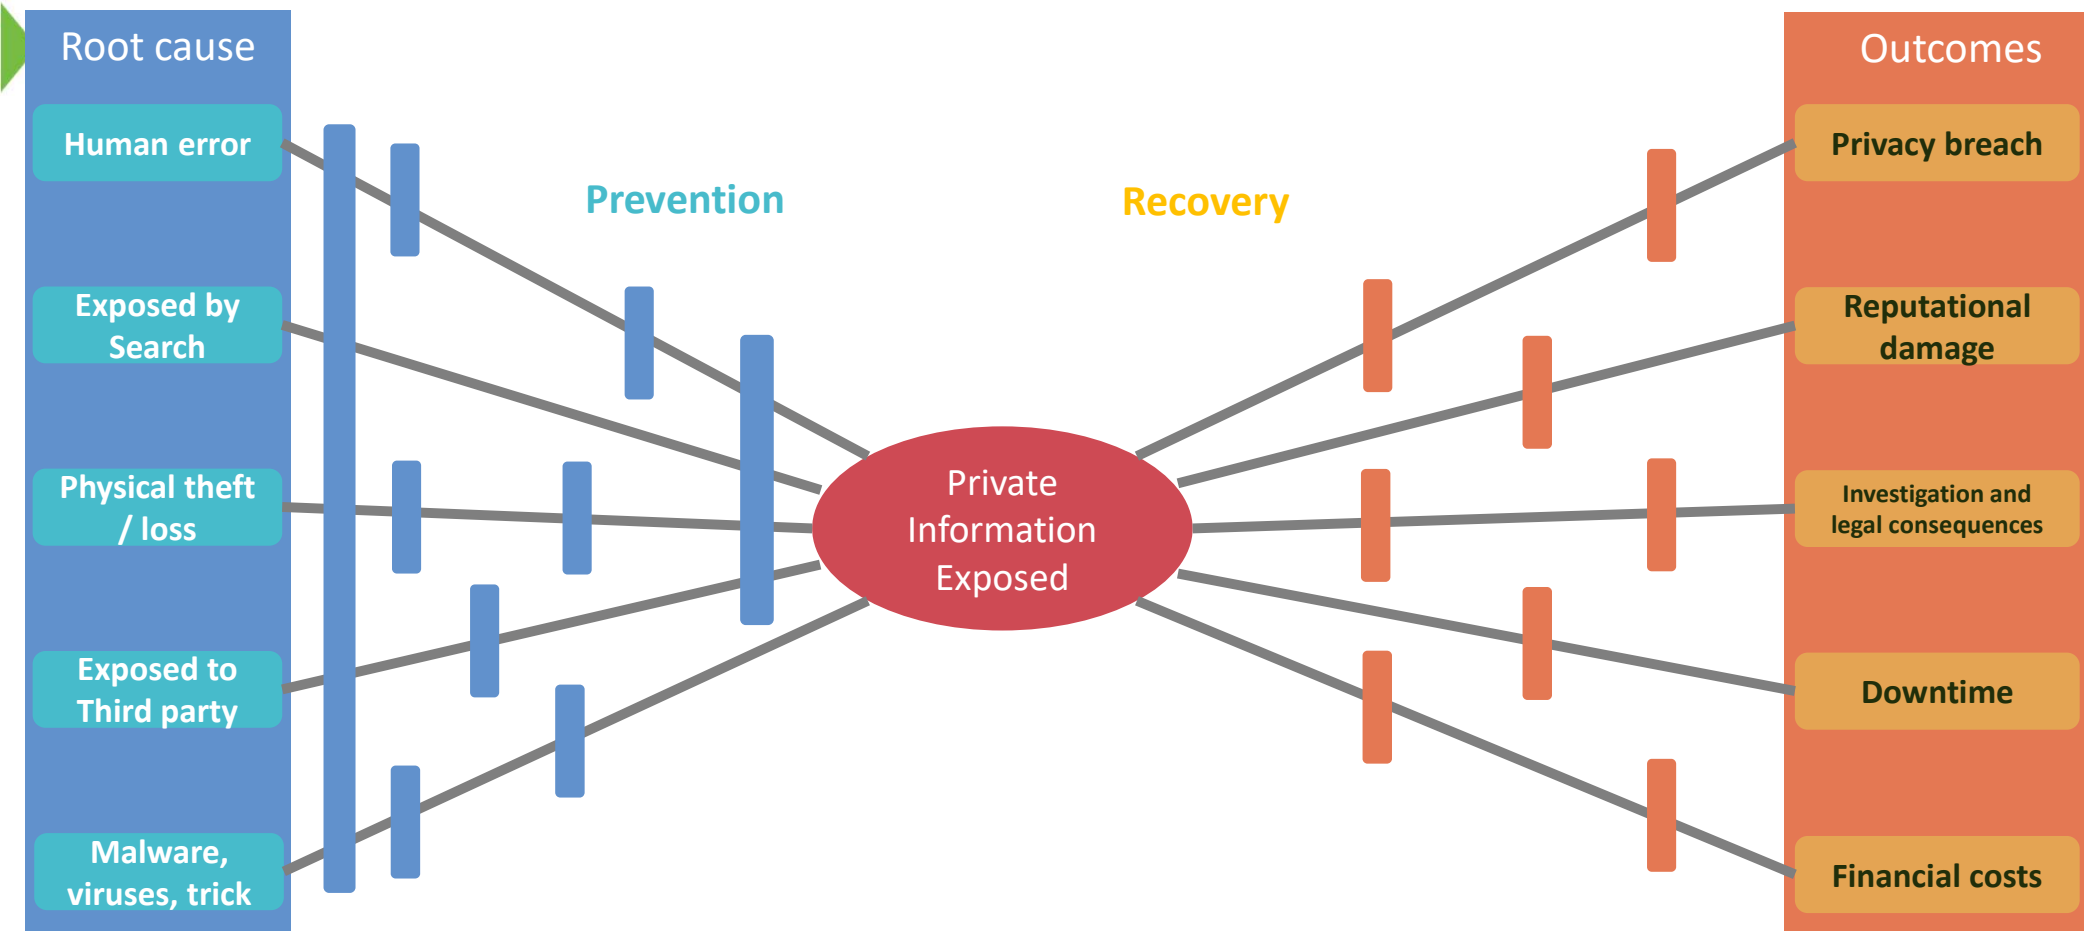 Root cause
Human error
Exposed by
Search
Physical theft
/ loss
Exposed to
Third party
Malware,
viruses, trick
Prevention
Private
Information
Exposed
Recovery
Outcomes
Privacy breach
Reputational
damage
Investigation and
legal consequences
Downtime
Financial costs